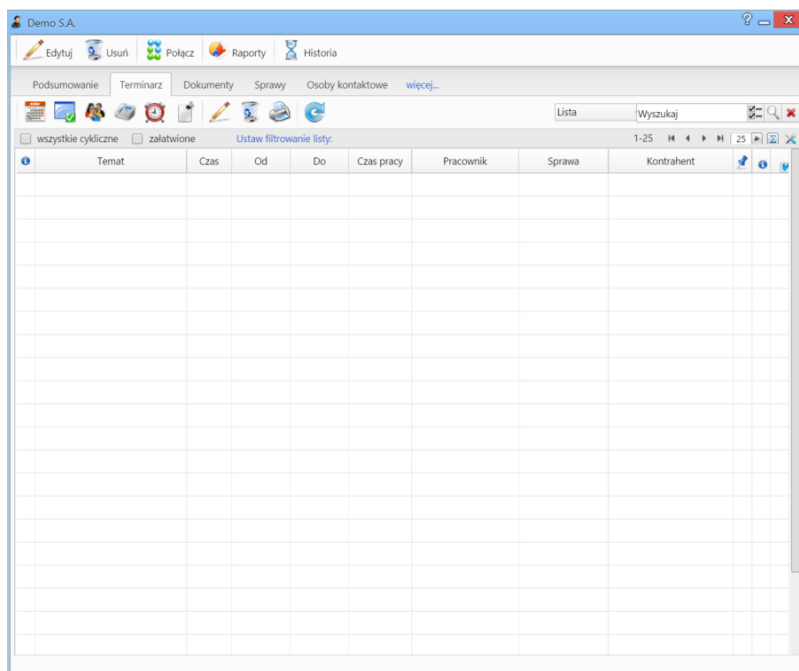 Demo S.A.
Edytuj Usuń Połącz Raporty Historia
Podsumowanie Terminarz Dokumenty Sprawy Osoby kontaktowe więcej...
Lista Wyszukaj
wszystkie cykliczne załatwione Ustaw filtrowanie listy: 1-25 25
Temat Czas Od Do Czas pracy Pracownik Sprawa Kontrahent